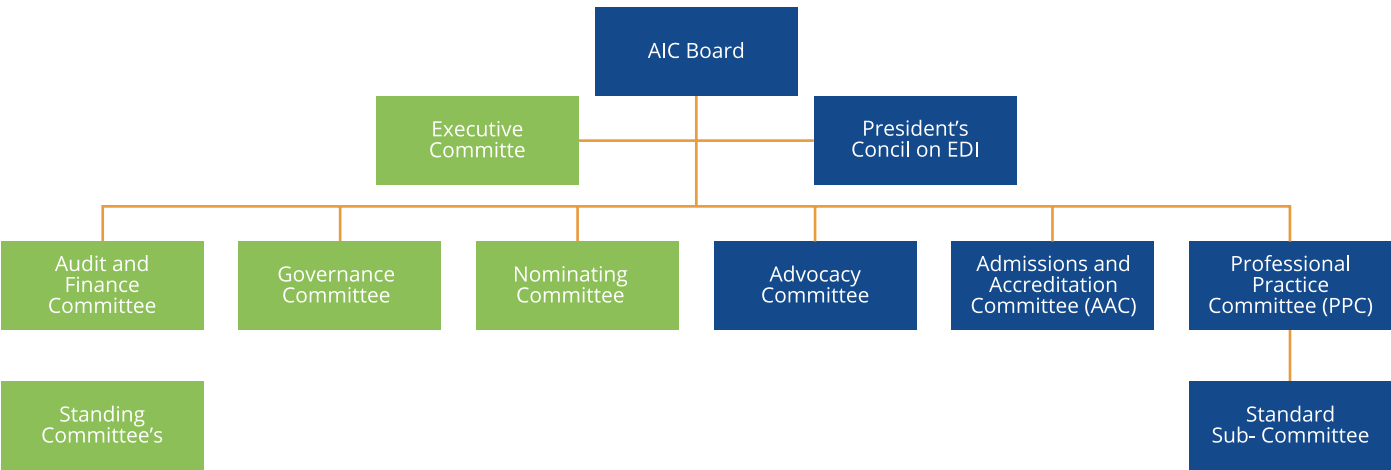 AIC Board
Executive
Committe
President’s
Concil on EDI
Audit and
Finance
Committee
Governance
Committee
Nominating
Committee
Advocacy
Committee
Admissions and
Accreditation
Committee (AAC)
Professional
Practice
Committee (PPC)
Standing
Committee’s
Standard
Sub- Committee